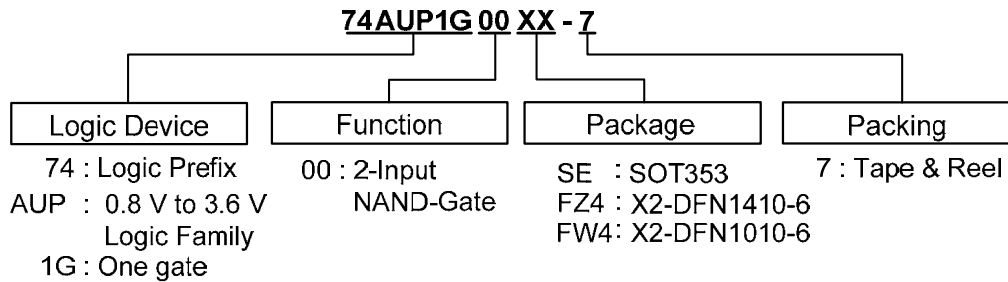 74AUP1G 00 XX - 7
Logic Device
74 : Logic Prefix
AUP : 0.8 V to 3.6 V
Logic Family
1G : One gate
Function
00 : 2-Input
NAND-Gate
Package
SE : SOT353
FZ4 : X2-DFN1410-6
FW4: X2-DFN1010-6
Packing
7 : Tape & Reel